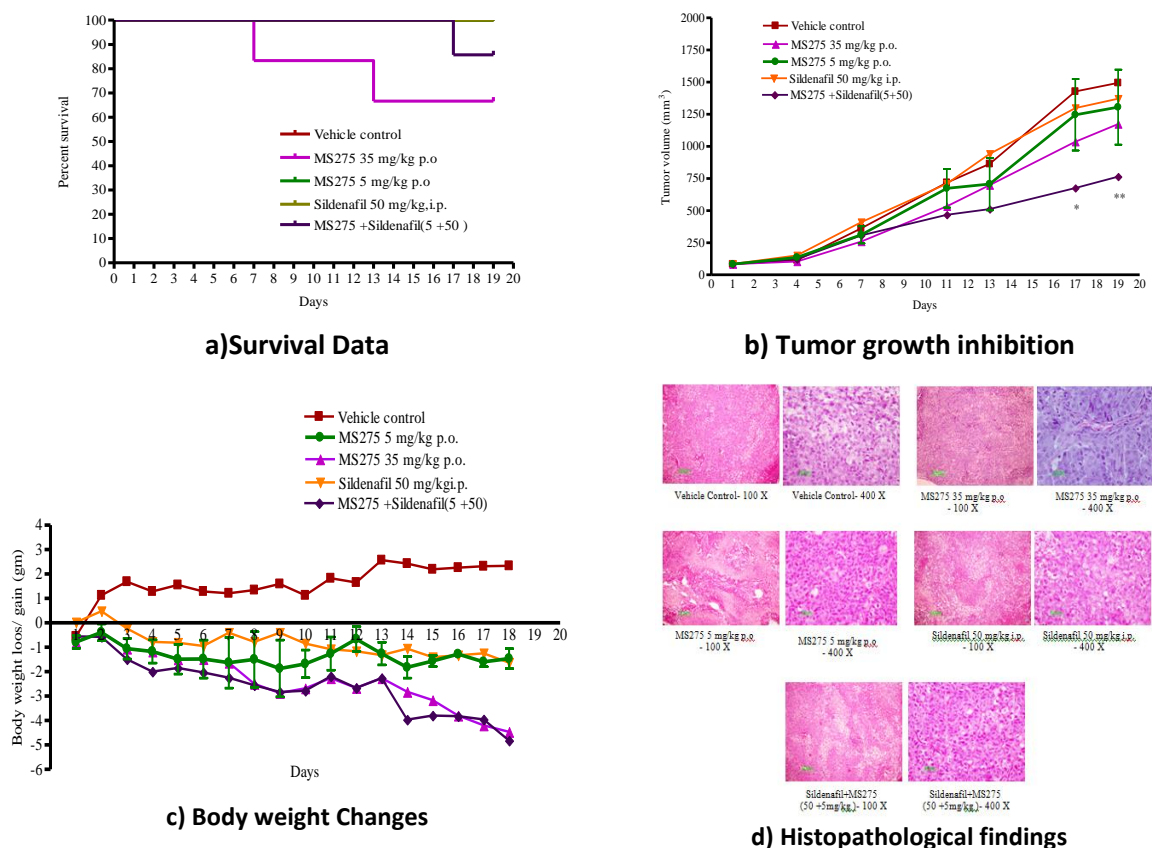 100
90
80
70
60
50
40
30
20
10
0
Percent survival
Vehicle control
MS275 35 mg/kg p.o
MS275 5 mg/kg p.o
Sildenafil 50 mg/kg,i.p.
MS275 +Sildenafil(5 +50 )
0 1 2 3 4 5 6 7 8 9 10 11 12 13 14 15 16 17 18 19 20
Days
a)Survival Data
2000
1750
1500
1250
1000
750
500
250
0
Tumor volume (mm³)
Vehicle control
MS275 35 mg/kg p.o.
MS275 5 mg/kg p.o.
Sildenafil 50 mg/kg i.p.
MS275 +Sildenafil(5+50)
*
**
0 1 2 3 4 5 6 7 8 9 10 11 12 13 14 15 16 17 18 19 20
Days
b) Tumor growth inhibition
Vehicle control
MS275 5 mg/kg p.o.
MS275 35 mg/kg p.o.
Sildenafil 50 mg/kgi.p.
MS275 +Sildenafil(5 +50)
4
3
2
1
0
-1
-2
-3
-4
-5
-6
Body weight loos/ gain (gm)
4 5 6 7 8 9 10 11 12 13 14 15 16 17 18 20
Days
c) Body weight Changes
Vehicle Control- 100 X
Vehicle Control- 400 X
MS275 35 mg/kg p.o
- 100 X
MS275 35 mg/kg p.o
- 400 X
MS275 5 mg/kg p.o
- 100 X
MS275 5 mg/kg p.o
- 400 X
Sildenafil 50 mg/kg i.p.
- 100 X
Sildenafil 50 mg/kg i.p.
- 400 X
Sildenafil+MS275
(50 +5mg/kg)- 100 X
Sildenafil+MS275
(50 +5mg/kg)- 400 X
d) Histopathological findings